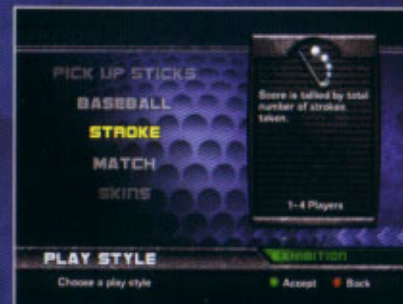 PICK UP STICKS
BASEBALL
STROKE
MATCH
SKINS
Score is tallied by total
number of strokes
taken.
1-4 Players
PLAY STYLE
EXHIBITION
Choose a play style
Accept
Back